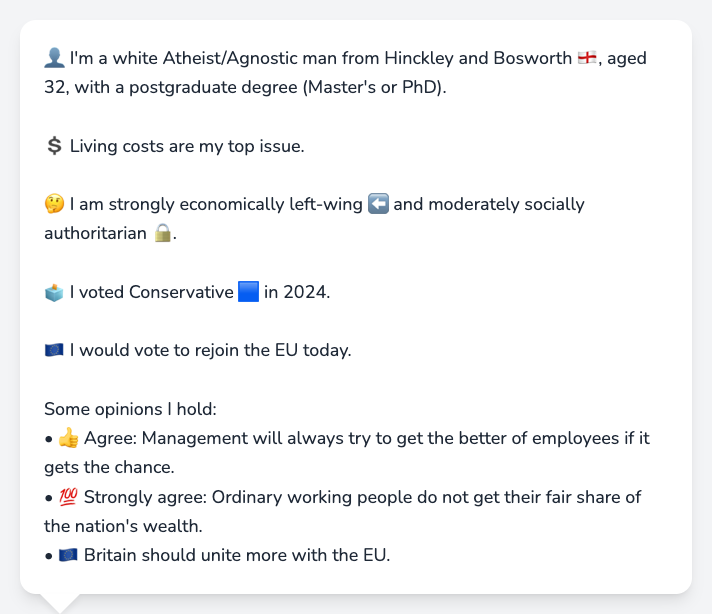 👤 I'm a white Atheist/Agnostic man from Hinckley and Bosworth 🏴󠁧󠁢󠁥󠁮󠁧󠁿, aged
32, with a postgraduate degree (Master's or PhD).
💲 Living costs are my top issue.
🤔 I am strongly economically left-wing ⬅️ and moderately socially
authoritarian 🔒.
🗳️ I voted Conservative 🟦 in 2024.
🇪🇺 I would vote to rejoin the EU today.
Some opinions I hold:
• 👍 Agree: Management will always try to get the better of employees if it
gets the chance.
• 💯 Strongly agree: Ordinary working people do not get their fair share of
the nation's wealth.
• 🇪🇺 Britain should unite more with the EU.